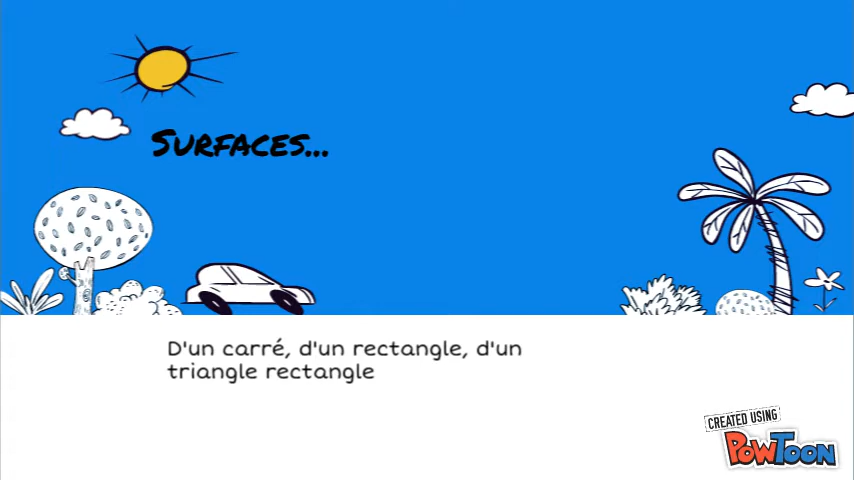 SURFACES...
D'un carré, d'un rectangle, d'un
triangle rectangle
CREATED USING
POWTOON